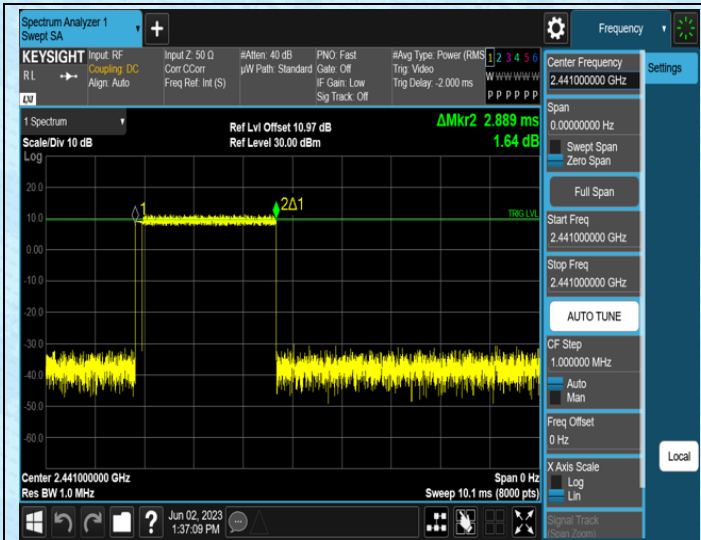 Spectrum Analyzer 1
Swept SA
KEYSIGHT
RL
LXI
Input: RF
Coupling: DC
Align: Auto
Input Z: 50 Ω
Corr CCorr
Freq Ref: Int (S)
#Atten: 40 dB
µW Path: Standard
PNO: Fast
Gate: Off
IF Gain: Low
Sig Track: Off
#Avg Type: Power (RMS
Trig: Video
Trig Delay: -2.000 ms
1 2 3 4 5 6
W W W W W W
P P P P P P
1 Spectrum
Scale/Div 10 dB
Log
Ref Lvl Offset 10.97 dB
Ref Level 30.00 dBm
ΔMkr2 2.889 ms
1.64 dB
20.0
10.0
0.00
-10.0
-20.0
-30.0
-40.0
-50.0
-60.0
1
2Δ1
TRIG LVL
Center 2.441000000 GHz
Res BW 1.0 MHz
Span 0 Hz
Sweep 10.1 ms (8000 pts)
Jun 02, 2023
1:37:09 PM
Frequency
Settings
Center Frequency
2.441000000 GHz
Span
0.00000000 Hz
Swept Span
Zero Span
Full Span
Start Freq
2.441000000 GHz
Stop Freq
2.441000000 GHz
AUTO TUNE
CF Step
1.000000 MHz
Auto
Man
Freq Offset
0 Hz
X Axis Scale
Log
Lin
Signal Track
(Span Zoom)
Local